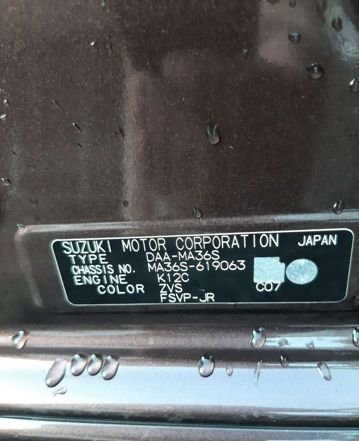 SUZUKI MOTOR CORPORATION JAPAN
TYPE DAA-MA36S
CHASSIS NO. MA36S-619063
ENGINE K12C
COLOR ZVS C07
FSVP-JR